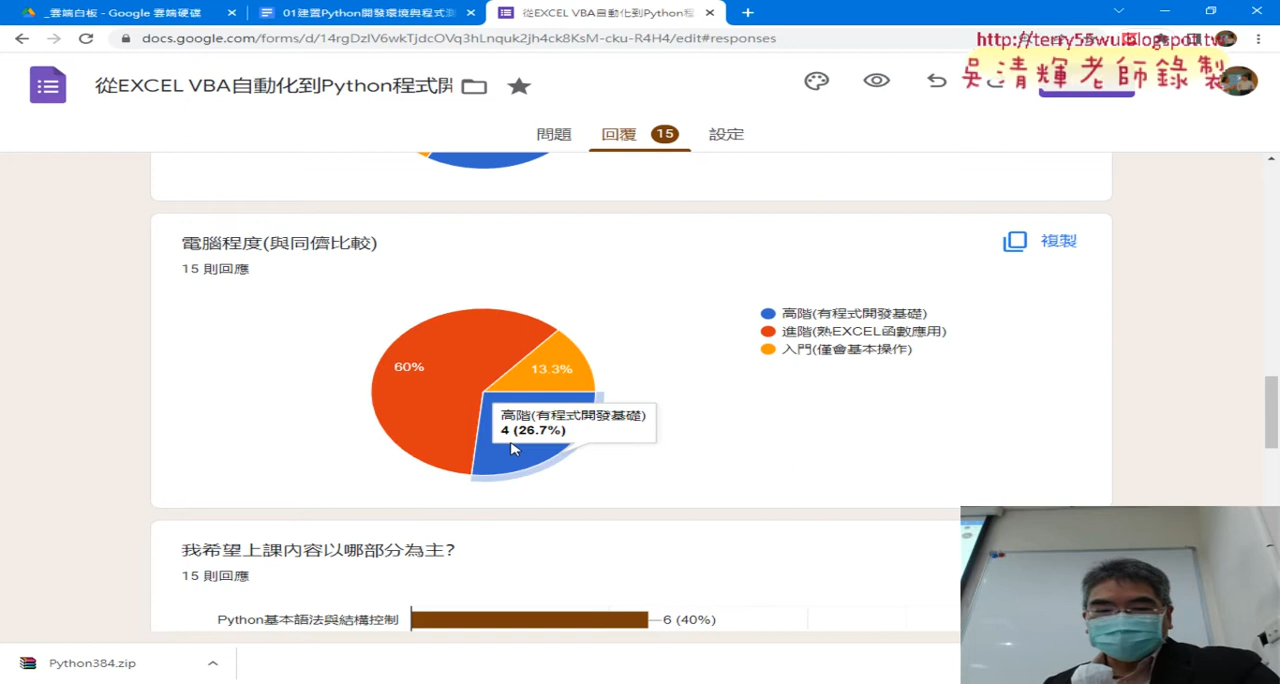 _雲端白板 - Google 雲端硬碟
01建置Python開發環境與程式
從EXCEL VBA自動化到Python程
docs.google.com/forms/d/14rgDzlV6wkTjdcOVq3hLnquk2jh4ck8KsM-cku-R4H4/edit#responses
http://terry55wu.blogspot.tw
吳清輝老師錄製
從EXCEL VBA自動化到Python程式開
問題
回覆 15
設定
電腦程度(與同儕比較)
15 則回應
複製
高階(有程式開發基礎)
進階(熟EXCEL函數應用)
入門(僅會基本操作)
60%
13.3%
高階(有程式開發基礎)
4 (26.7%)
我希望上課內容以哪部分為主?
15 則回應
Python基本語法與結構控制
6 (40%)
Python384.zip